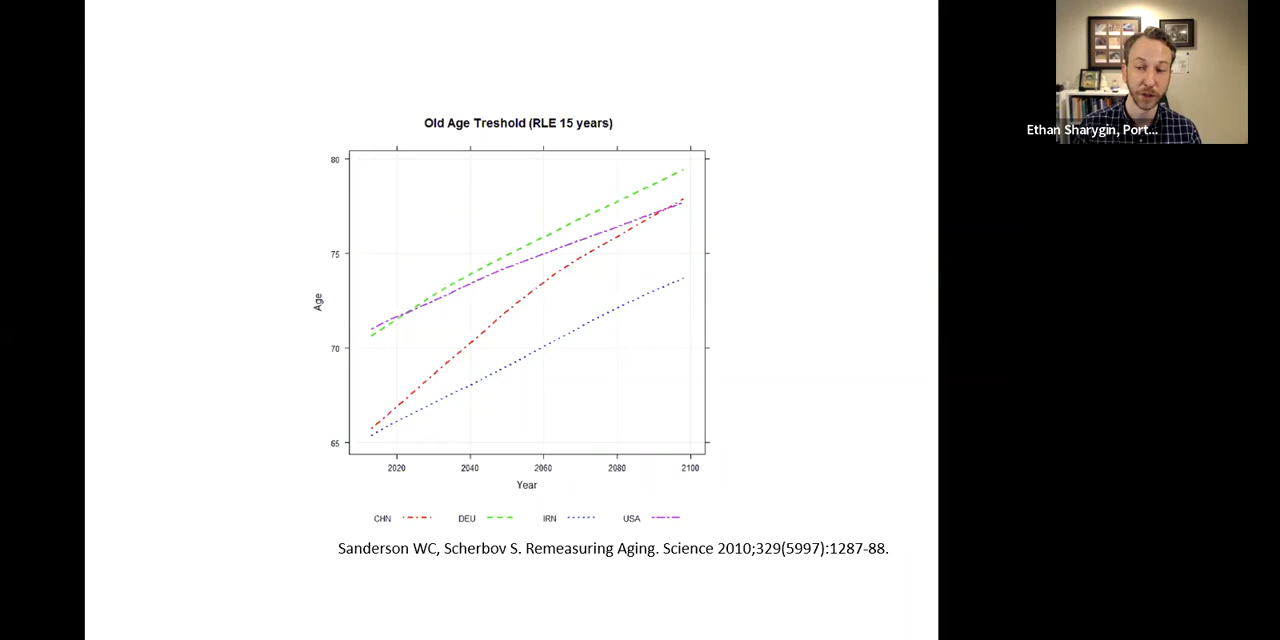 Old Age Treshold (RLE 15 years)
80
75
70
65
Age
2020 2040 2060 2080 2100
Year
CHN DEU IRN USA
Sanderson WC, Scherbov S. Remeasuring Aging. Science 2010;329(5997):1287-88.
Ethan Sharygin, Port...